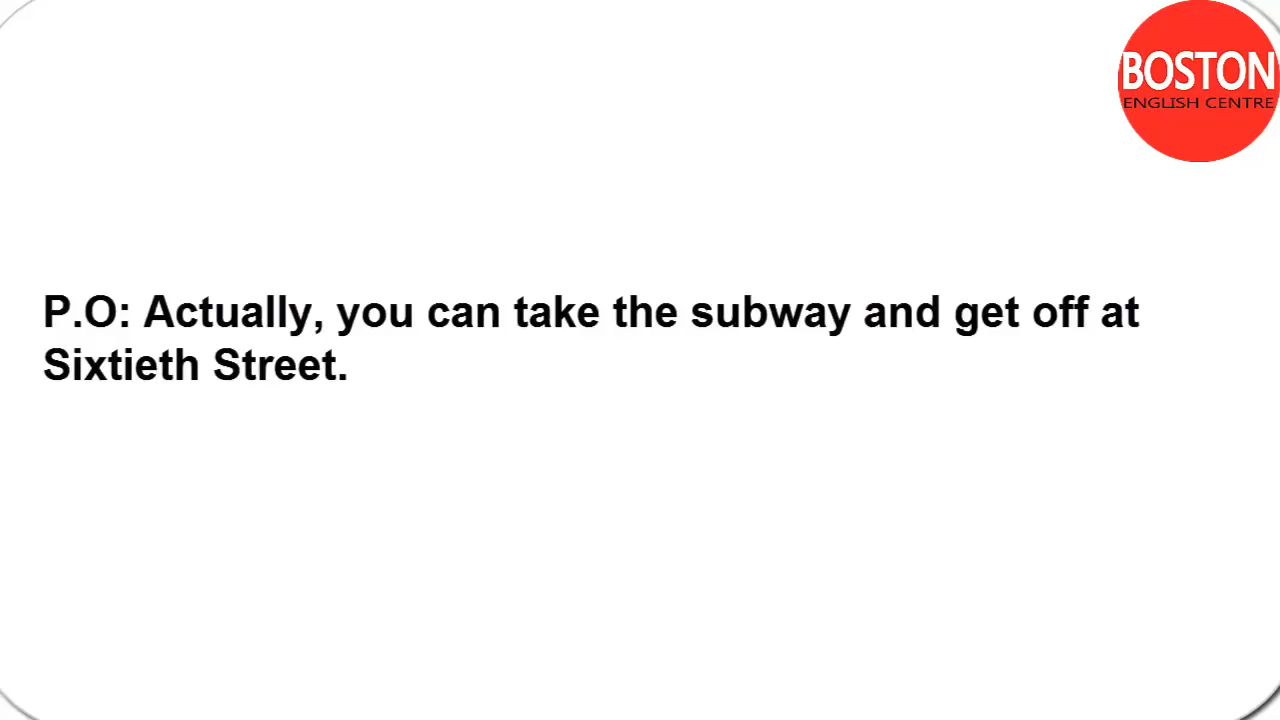 BOSTON
ENGLISH CENTRE
P.O: Actually, you can take the subway and get off at
Sixtieth Street.